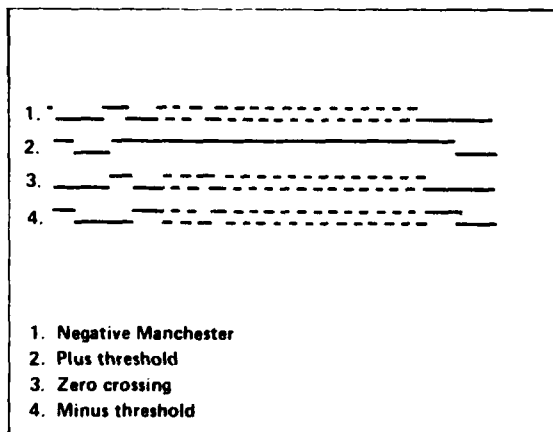 1.
2.
3.
4.
1. Negative Manchester
2. Plus threshold
3. Zero crossing
4. Minus threshold